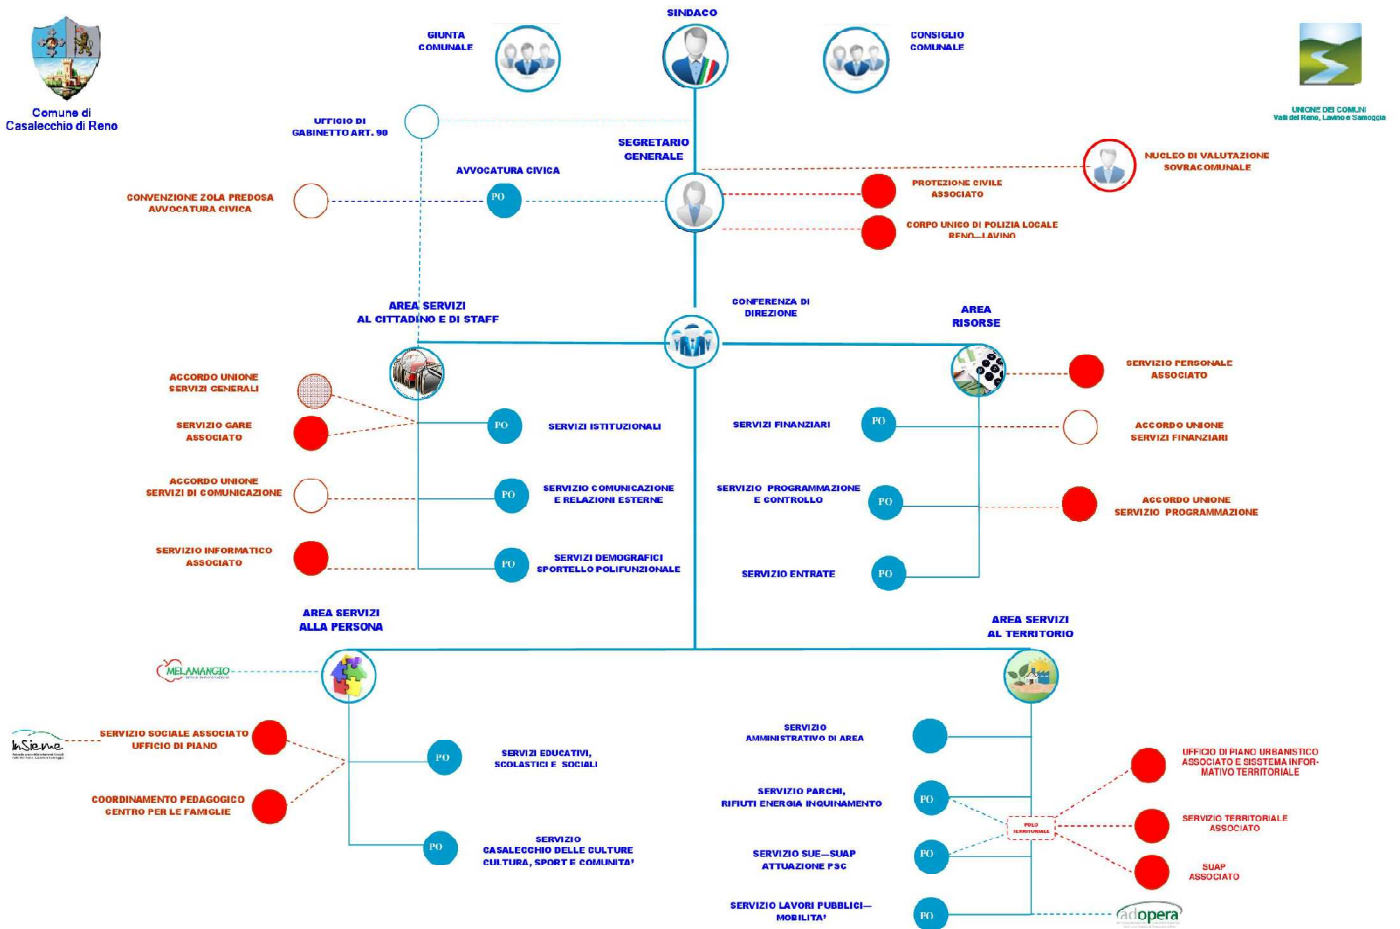 SINDACO
GIUNTA
COMUNALE
CONSIGLIO
COMUNALE
Comune di
Casalecchio di Reno
UNIONE DEI COMUNI
Valli del Reno, Lavino e Samoggia
UFFICIO DI
GABINETTO ART. 90
SEGRETARIO
GENERALE
NUCLEO DI VALUTAZIONE
SOVRACOMUNALE
AVVOCATURA CIVICA
PO
CONVENZIONE ZOLA PREDOSA
AVVOCATURA CIVICA
PROTEZIONE CIVILE
ASSOCIATO
CORPO UNICO DI POLIZIA LOCALE
RENO—LAVINO
AREA SERVIZI
AL CITTADINO E DI STAFF
CONFERENZA DI
DIREZIONE
AREA
RISORSE
ACCORDO UNIONE
SERVIZI GENERALI
SERVIZIO GARE
ASSOCIATO
ACCORDO UNIONE
SERVIZI DI COMUNICAZIONE
SERVIZIO INFORMATICO
ASSOCIATO
PO
SERVIZI ISTITUZIONALI
PO
SERVIZIO COMUNICAZIONE
E RELAZIONI ESTERNE
PO
SERVIZI DEMOGRAFICI
SPORTELLO POLIFUNZIONALE
SERVIZI FINANZIARI
PO
SERVIZIO PROGRAMMAZIONE
E CONTROLLO
PO
SERVIZIO ENTRATE
PO
SERVIZIO PERSONALE
ASSOCIATO
ACCORDO UNIONE
SERVIZI FINANZIARI
ACCORDO UNIONE
SERVIZIO PROGRAMMAZIONE
AREA SERVIZI
ALLA PERSONA
AREA SERVIZI
AL TERRITORIO
MELAMANGIO
InSieme
SERVIZIO SOCIALE ASSOCIATO
UFFICIO DI PIANO
COORDINAMENTO PEDAGOGICO
CENTRO PER LE FAMIGLIE
PO
SERVIZI EDUCATIVI,
SCOLASTICI E SOCIALI
PO
SERVIZIO
CASALECCHIO DELLE CULTURE
CULTURA, SPORT E COMUNITA'
SERVIZIO
AMMINISTRATIVO DI AREA
SERVIZIO PARCHI,
RIFIUTI ENERGIA INQUINAMENTO
PO
SERVIZIO SUE—SUAP
ATTUAZIONE PSC
PO
SERVIZIO LAVORI PUBBLICI—
MOBILITA'
PO
POLO
TERRITORIALE
UFFICIO DI PIANO URBANISTICO
ASSOCIATO E SISSTEMA INFOR-
MATIVO TERRITORIALE
SERVIZIO TERRITORIALE
ASSOCIATO
SUAP
ASSOCIATO
adopera